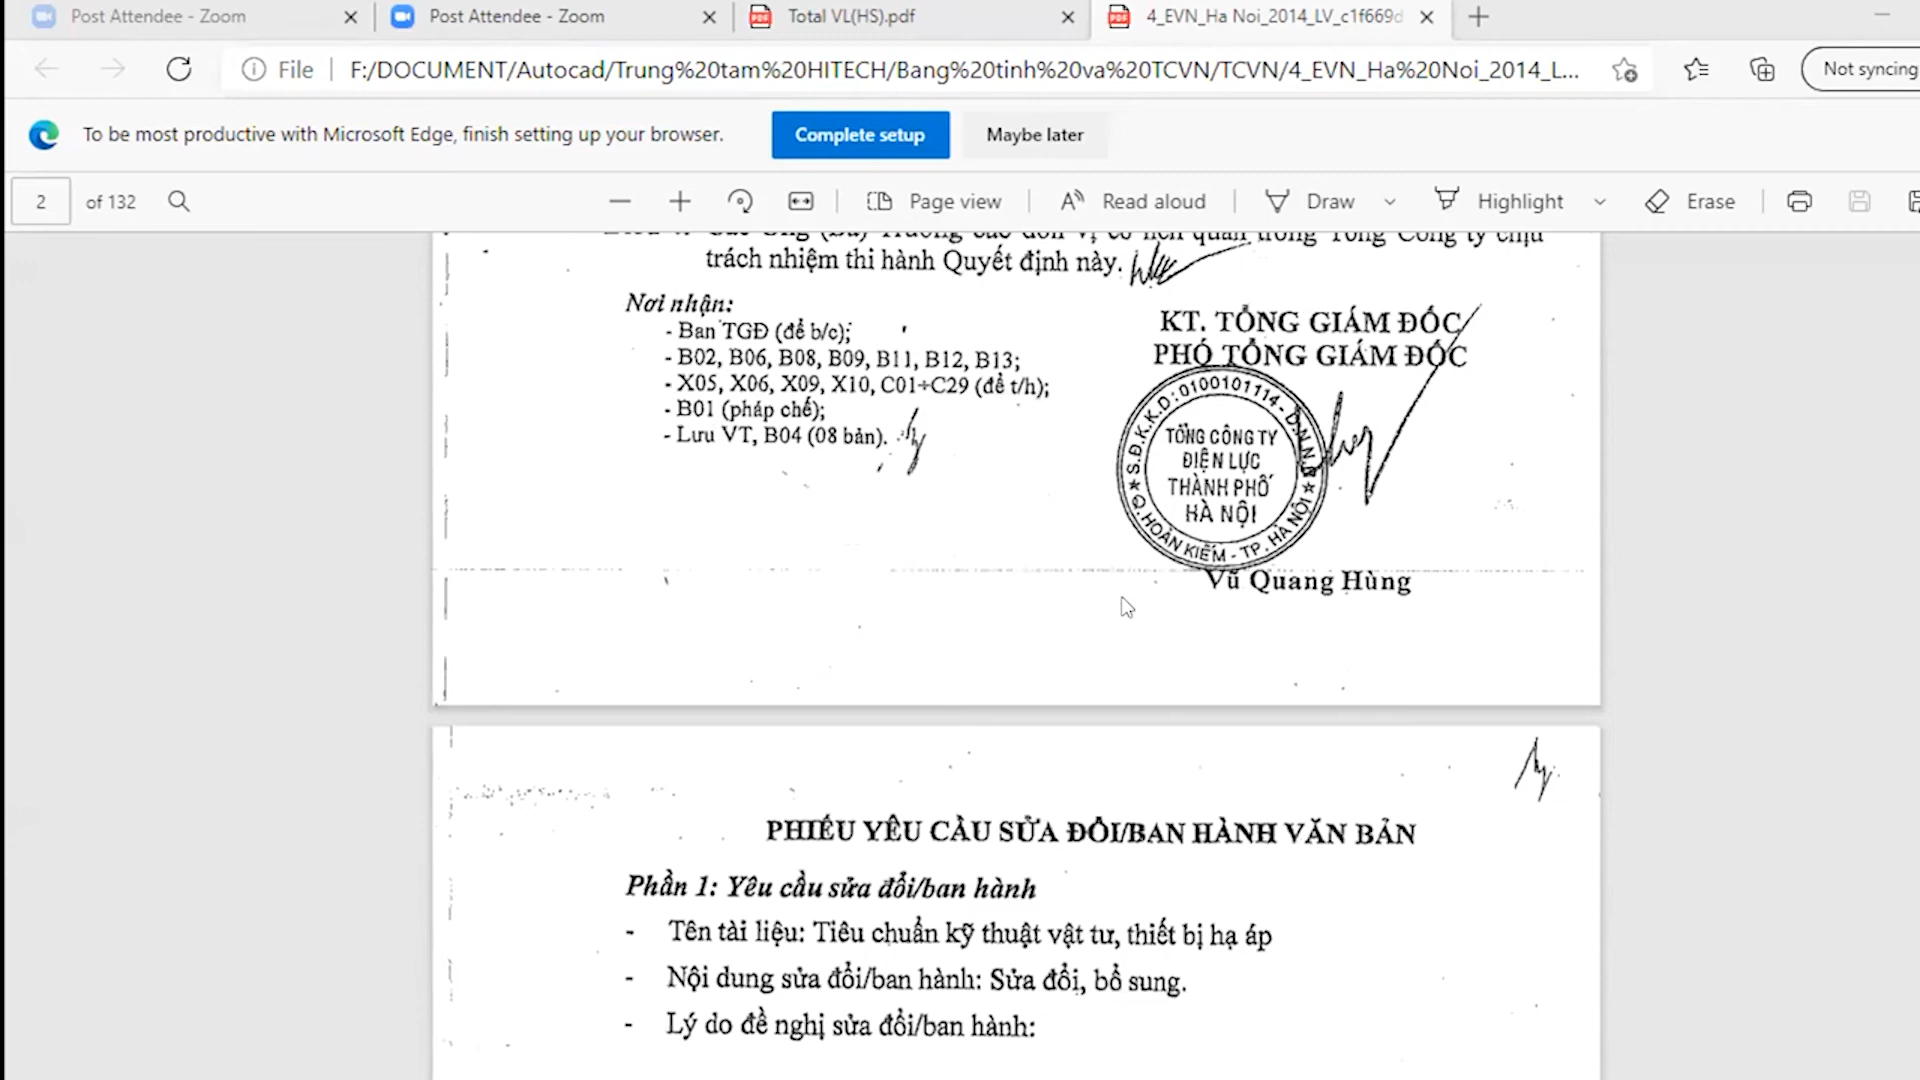 Post Attendee - Zoom
Post Attendee - Zoom
Total VL(HS).pdf
4_EVN_Ha Noi_2014_LV_c1f669d
File
F:/DOCUMENT/Autocad/Trung%20tam%20HITECH/Bang%20tinh%20va%20TCVN/TCVN/4_EVN_Ha%20Noi_2014_L...
Not syncing
To be most productive with Microsoft Edge, finish setting up your browser.
Complete setup
Maybe later
2 of 132
Page view
Read aloud
Draw
Highlight
Erase
trách nhiệm thi hành Quyết định này.
Nơi nhận:
- Ban TGĐ (để b/c);
- B02, B06, B08, B09, B11, B12, B13;
- X05, X06, X09, X10, C01÷C29 (để t/h);
- B01 (pháp chế);
- Lưu VT, B04 (08 bản).
KT. TỔNG GIÁM ĐỐC
PHÓ TỔNG GIÁM ĐỐC
S.Đ.K.K.D: 0100101114 - D.N.N.N
TỔNG CÔNG TY
ĐIỆN LỰC
THÀNH PHỐ
HÀ NỘI
Q.HOÀN KIẾM - TP. HÀ NỘI
Vũ Quang Hùng
PHIẾU YÊU CẦU SỬA ĐỔI/BAN HÀNH VĂN BẢN
Phần 1: Yêu cầu sửa đổi/ban hành
- Tên tài liệu: Tiêu chuẩn kỹ thuật vật tư, thiết bị hạ áp
- Nội dung sửa đổi/ban hành: Sửa đổi, bổ sung.
- Lý do đề nghị sửa đổi/ban hành: